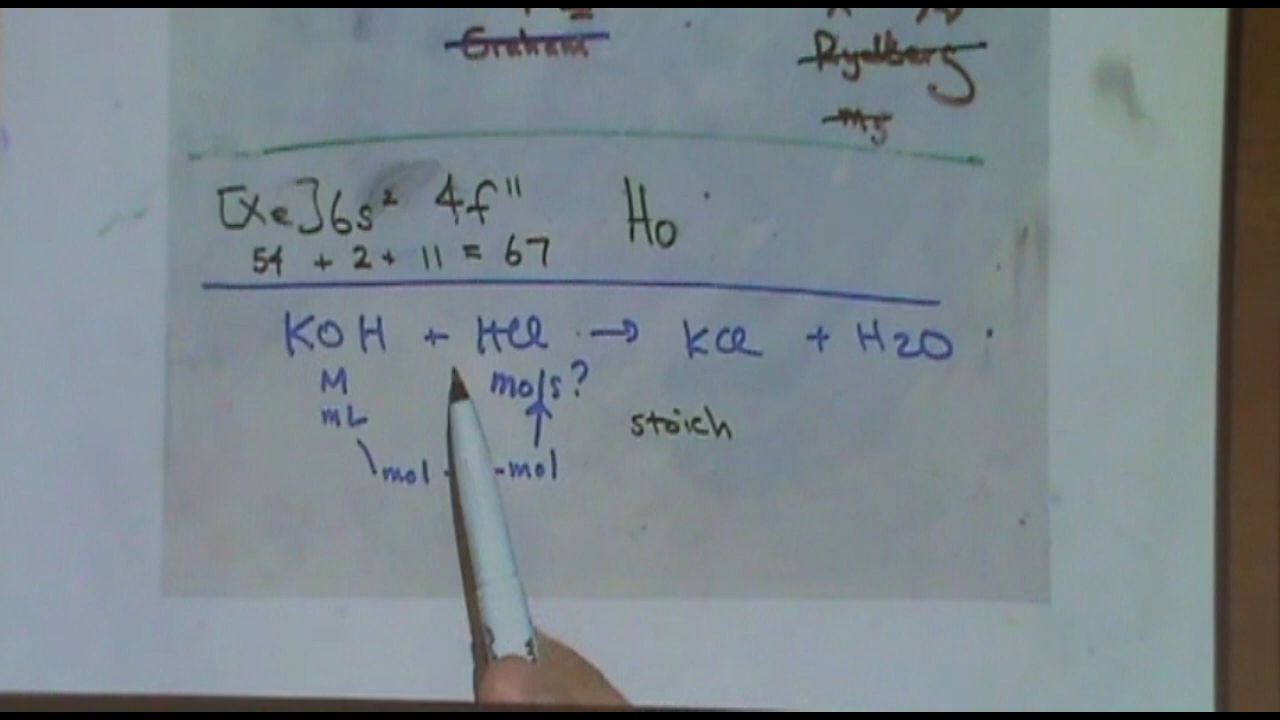 Graham
Rydberg
Mg
[Xe]6s² 4f¹¹ Ho
54 + 2 + 11 = 67
KOH + HCl → KCl + H2O
M mols?
mL stoich
mol - mol